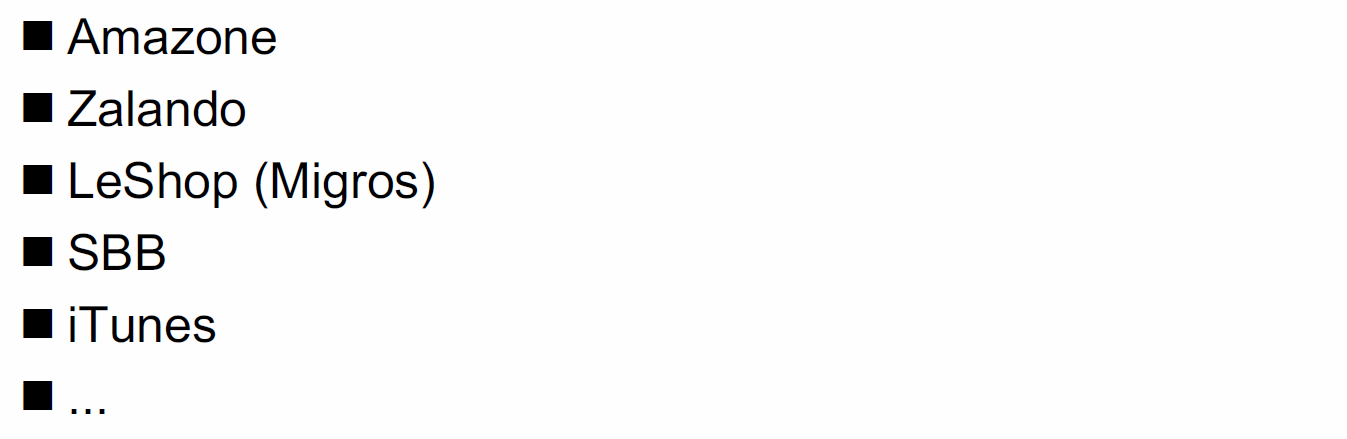 ■ Amazone
■ Zalando
■ LeShop (Migros)
■ SBB
■ iTunes
■ ...